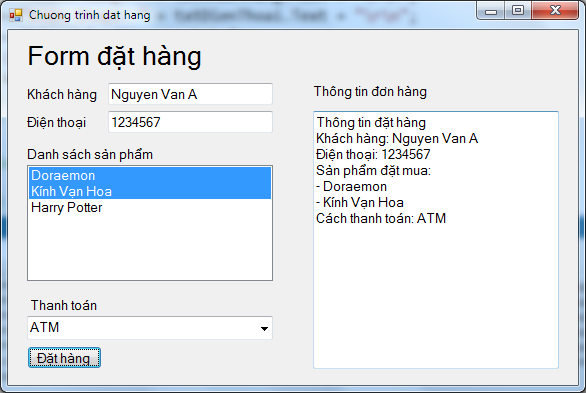 Chuong trinh dat hang
Form đặt hàng
Khách hàng
Nguyen Van A
Điện thoại
1234567
Danh sách sản phẩm
Doraemon
Kính Vạn Hoa
Harry Potter
Thanh toán
ATM
Đặt hàng
Thông tin đơn hàng
Thông tin đặt hàng
Khách hàng: Nguyen Van A
Điện thoại: 1234567
Sản phẩm đặt mua:
- Doraemon
- Kính Vạn Hoa
Cách thanh toán: ATM